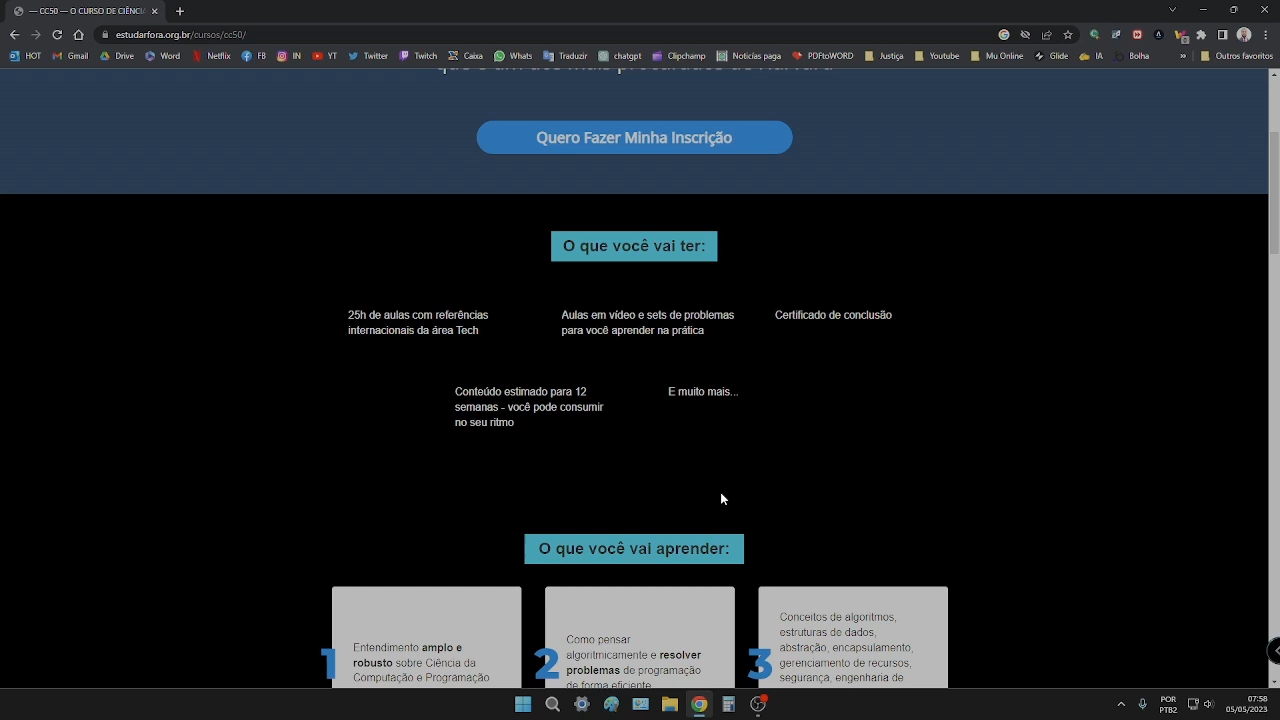 — CC50 — O CURSO DE CIÊNCI
estudarfora.org.br/cursos/cc50/
HOT Gmail Drive Word Netflix FB IN YT Twitter Twitch Caixa Whats Traduzir chatgpt Clipchamp Notícias paga PDFtoWORD Justiça Youtube Mu Online Glide IA Bolha » Outros favoritos
Quero Fazer Minha Inscrição
O que você vai ter:
25h de aulas com referências
internacionais da área Tech
Aulas em vídeo e sets de problemas
para você aprender na prática
Certificado de conclusão
Conteúdo estimado para 12
semanas - você pode consumir
no seu ritmo
E muito mais...
O que você vai aprender:
1
Entendimento amplo e
robusto sobre Ciência da
Computação e Programação
2
Como pensar
algoritmicamente e resolver
problemas de programação
de forma eficiente
3
Conceitos de algoritmos,
estruturas de dados,
abstração, encapsulamento,
gerenciamento de recursos,
segurança, engenharia de
POR
PTB2
07:58
05/05/2023